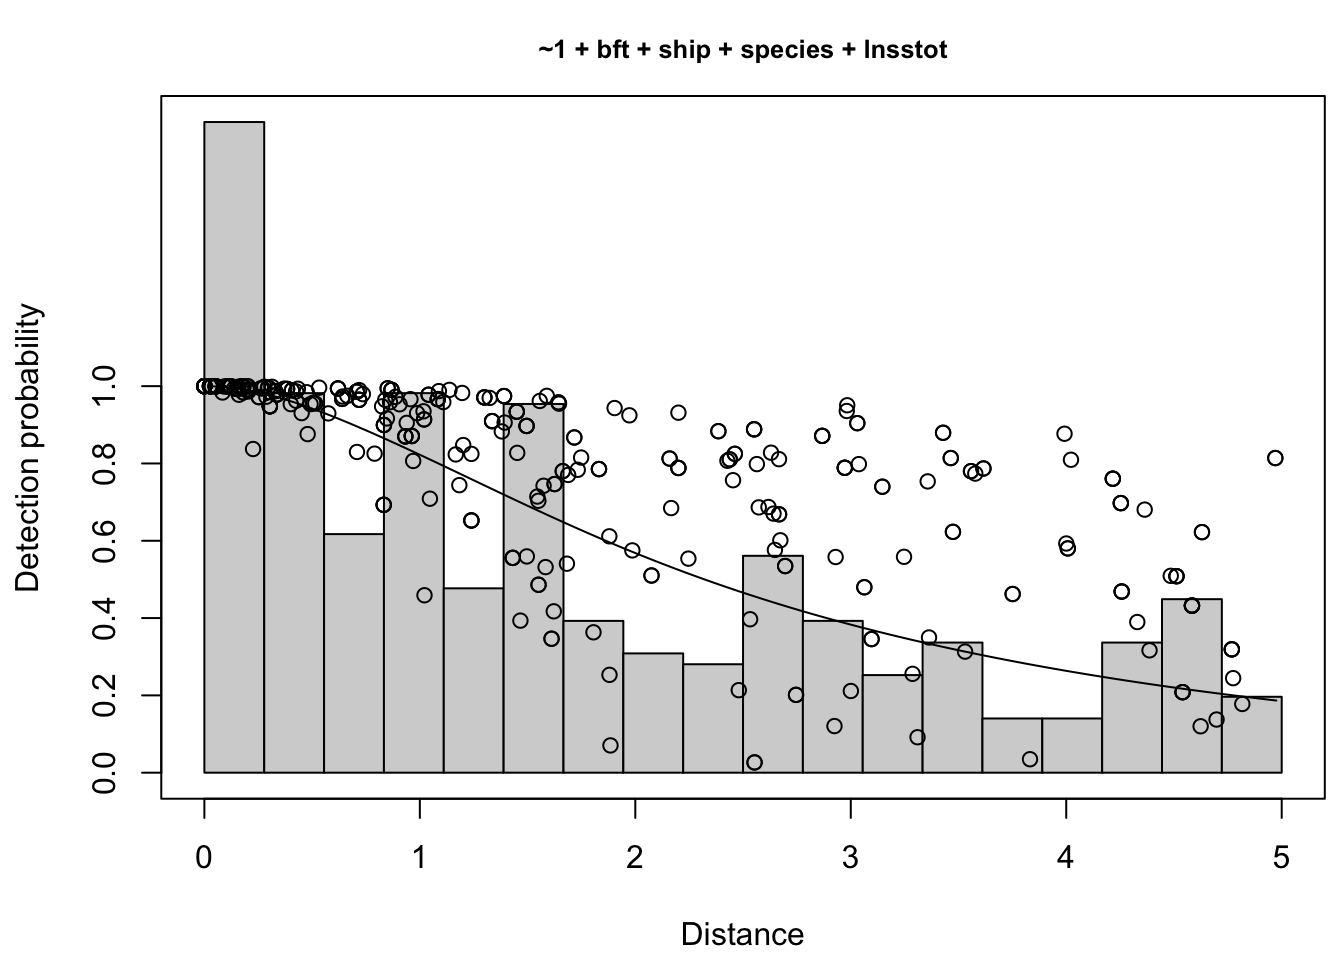 ~1 + bft + ship + species + lnsstot
Detection probability
1.0
0.8
0.6
0.4
0.2
0.0
0 1 2 3 4 5
Distance